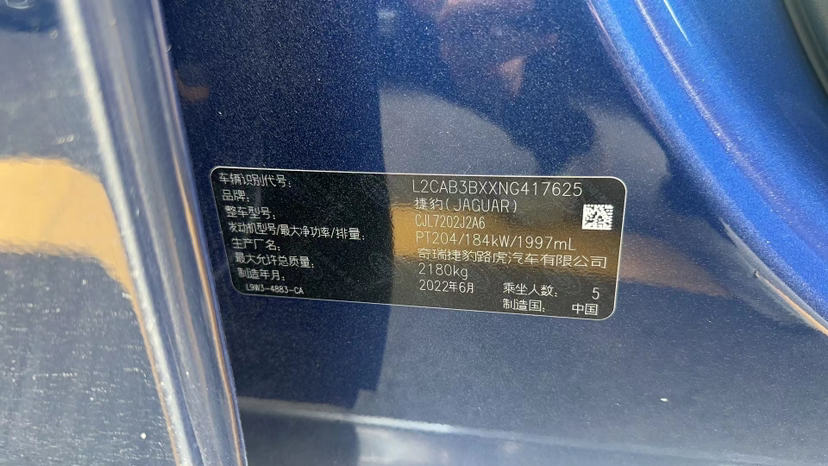 车辆识别代号: L2CAB3BXXNG417625
品牌: 捷豹(JAGUAR)
整车型号: CJL7202J2A6
发动机型号/最大净功率/排量: PT204/184kW/1997mL
生产厂名: 奇瑞捷豹路虎汽车有限公司
最大允许总质量: 2180kg
制造年月: 2022年6月 乘坐人数: 5
L9W3-4883-CA 制造国: 中国